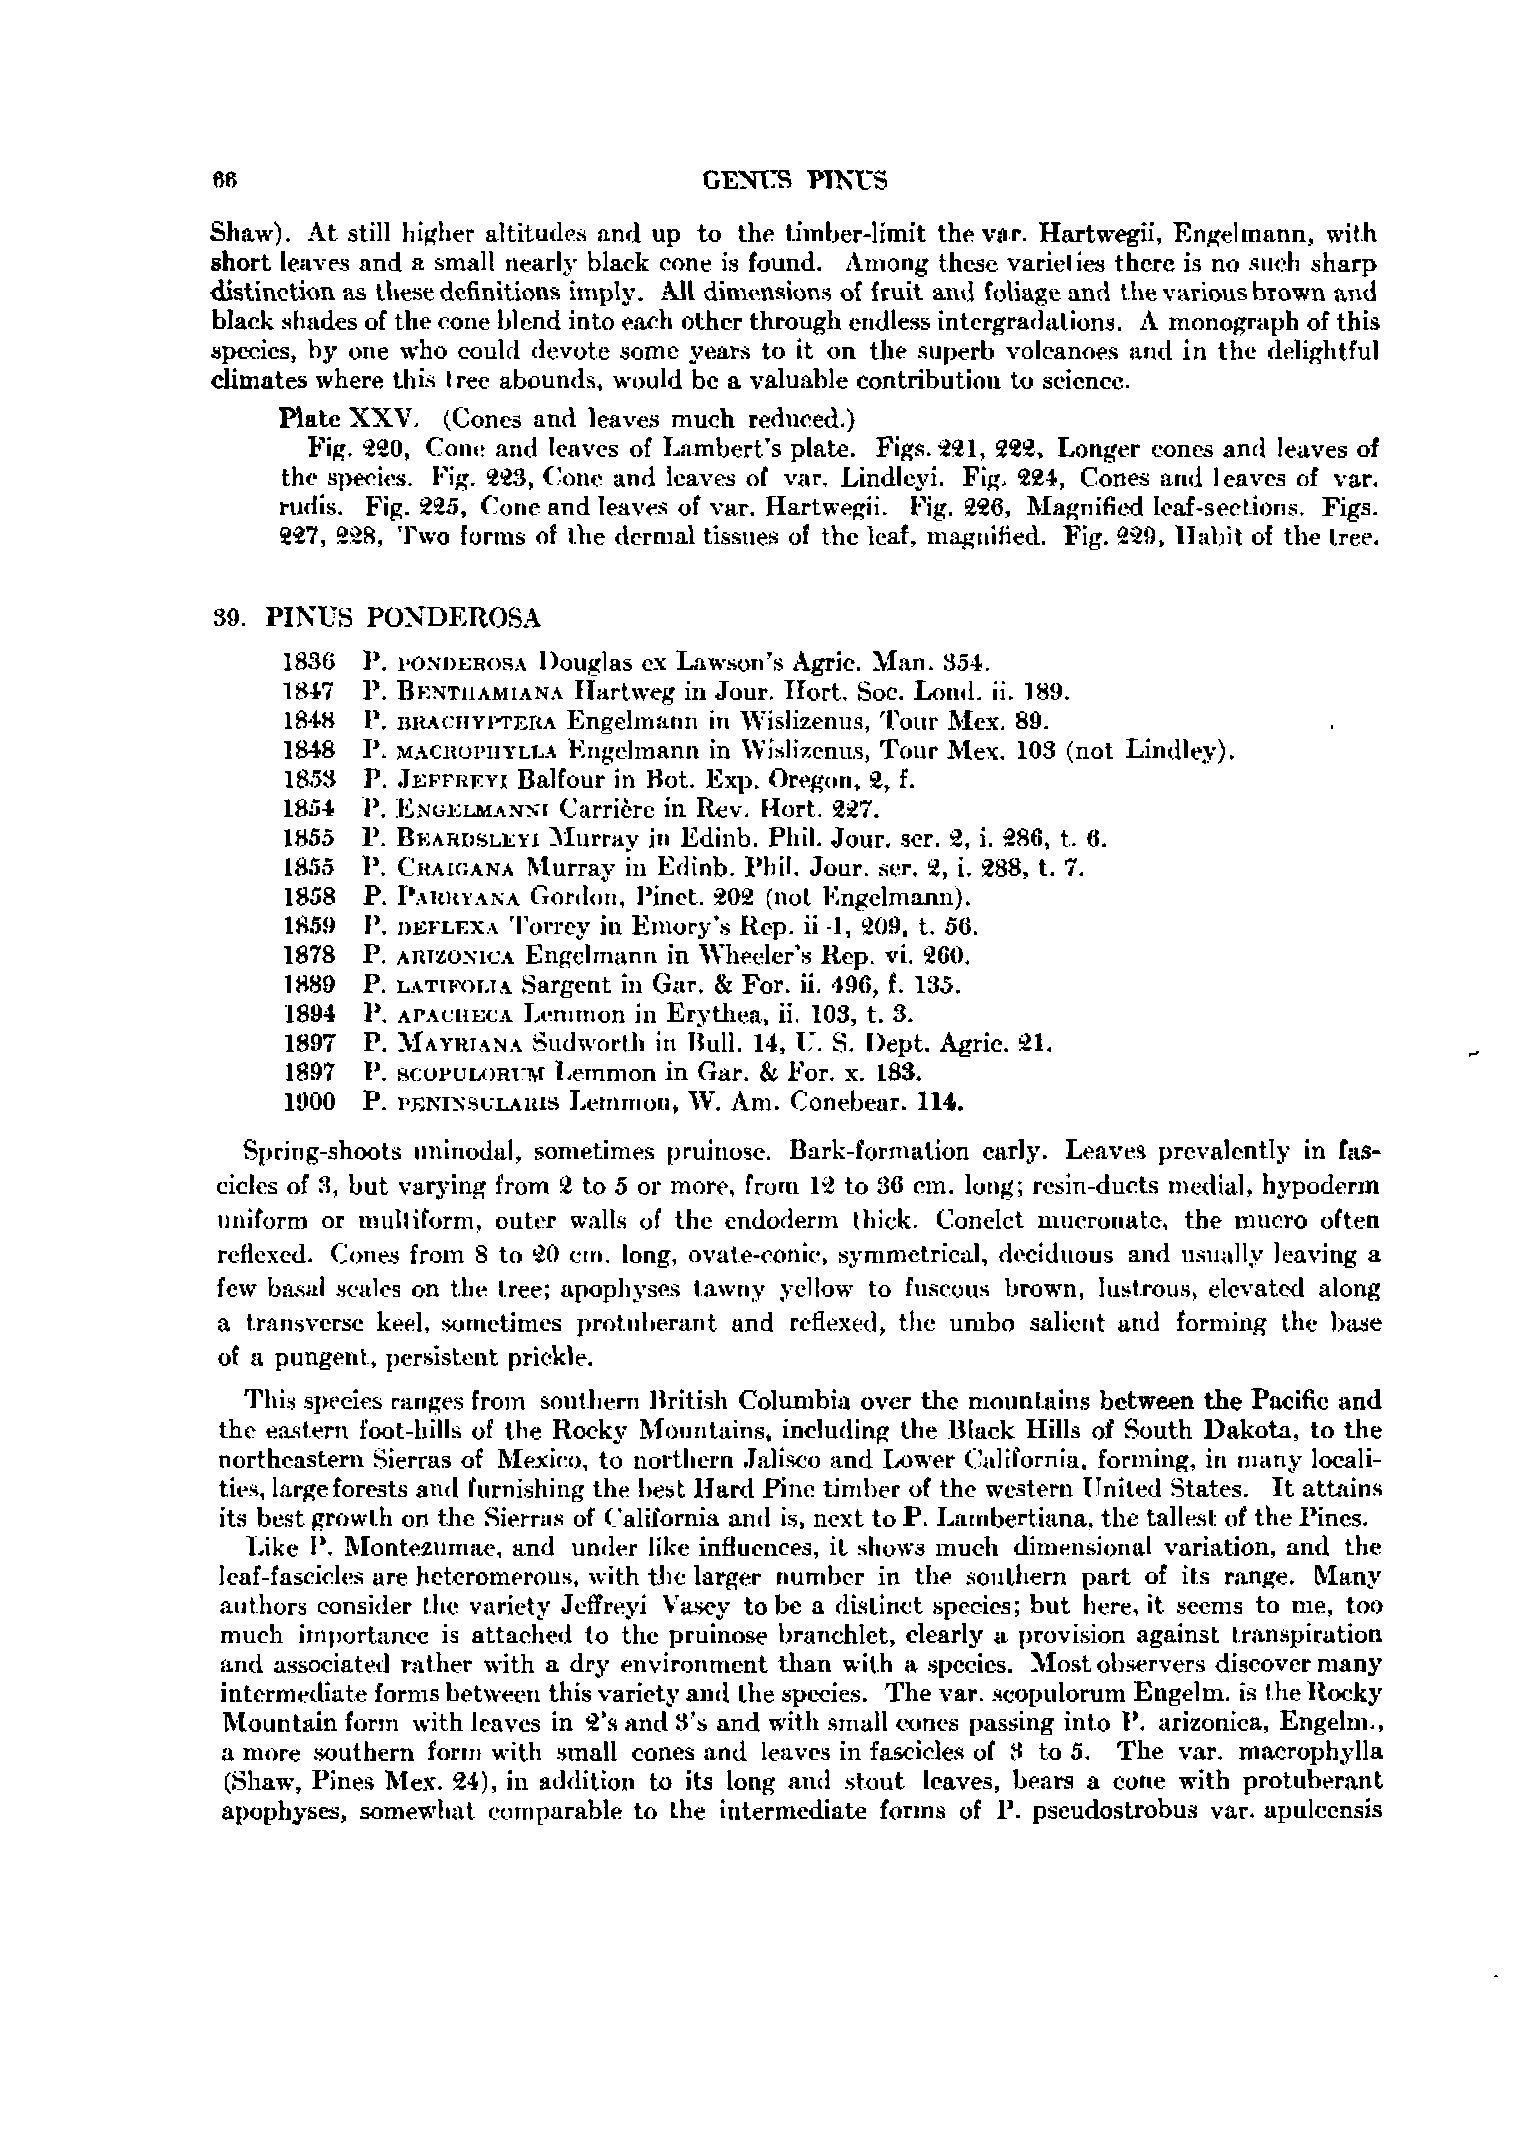 66 GENUS PINUS
Shaw). At still higher altitudes and up to the timber-limit the var. Hartwegii, Engelmann, with
short leaves and a small nearly black cone is found. Among these varieties there is no such sharp
distinction as these definitions imply. All dimensions of fruit and foliage and the various brown and
black shades of the cone blend into each other through endless intergradations. A monograph of this
species, by one who could devote some years to it on the superb volcanoes and in the delightful
climates where this tree abounds, would be a valuable contribution to science.
Plate XXV. (Cones and leaves much reduced.)
Fig. 220, Cone and leaves of Lambert's plate. Figs. 221, 222, Longer cones and leaves of
the species. Fig. 223, Cone and leaves of var. Lindleyi. Fig. 224, Cones and leaves of var.
rudis. Fig. 225, Cone and leaves of var. Hartwegii. Fig. 226, Magnified leaf-sections. Figs.
227, 228, Two forms of the dermal tissues of the leaf, magnified. Fig. 229, Habit of the tree.
39. PINUS PONDEROSA
1836 P. PONDEROSA Douglas ex Lawson's Agric. Man. 354.
1847 P. BENTHAMIANA Hartweg in Jour. Hort. Soc. Lond. ii. 189.
1848 P. BRACHYPTERA Engelmann in Wislizenus, Tour Mex. 89.
1848 P. MACROPHYLLA Engelmann in Wislizenus, Tour Mex. 103 (not Lindley).
1853 P. JEFFREYI Balfour in Bot. Exp. Oregon, 2, f.
1854 P. ENGELMANNI Carrière in Rev. Hort. 227.
1855 P. BEARDSLEYI Murray in Edinb. Phil. Jour. ser. 2, i. 286, t. 6.
1855 P. CRAIGANA Murray in Edinb. Phil. Jour. ser. 2, i. 288, t. 7.
1858 P. PARRYANA Gordon, Pinet. 202 (not Engelmann).
1859 P. DEFLEXA Torrey in Emory's Rep. ii-1, 209, t. 56.
1878 P. ARIZONICA Engelmann in Wheeler's Rep. vi. 260.
1889 P. LATIFOLIA Sargent in Gar. & For. ii. 496, f. 135.
1894 P. APACHECA Lemmon in Erythea, ii. 103, t. 3.
1897 P. MAYRIANA Sudworth in Bull. 14, U. S. Dept. Agric. 21.
1897 P. SCOPULORUM Lemmon in Gar. & For. x. 183.
1900 P. PENINSULARIS Lemmon, W. Am. Conebear. 114.
Spring-shoots uninodal, sometimes pruinose. Bark-formation early. Leaves prevalently in fas-
cicles of 3, but varying from 2 to 5 or more, from 12 to 36 cm. long; resin-ducts medial, hypoderm
uniform or multiform, outer walls of the endoderm thick. Conelet mucronate, the mucro often
reflexed. Cones from 8 to 20 cm. long, ovate-conic, symmetrical, deciduous and usually leaving a
few basal scales on the tree; apophyses tawny yellow to fuscous brown, lustrous, elevated along
a transverse keel, sometimes protuberant and reflexed, the umbo salient and forming the base
of a pungent, persistent prickle.
This species ranges from southern British Columbia over the mountains between the Pacific and
the eastern foot-hills of the Rocky Mountains, including the Black Hills of South Dakota, to the
northeastern Sierras of Mexico, to northern Jalisco and Lower California, forming, in many locali-
ties, large forests and furnishing the best Hard Pine timber of the western United States. It attains
its best growth on the Sierras of California and is, next to P. Lambertiana, the tallest of the Pines.
Like P. Montezumae, and under like influences, it shows much dimensional variation, and the
leaf-fascicles are heteromerous, with the larger number in the southern part of its range. Many
authors consider the variety Jeffreyi Vasey to be a distinct species; but here, it seems to me, too
much importance is attached to the pruinose branchlet, clearly a provision against transpiration
and associated rather with a dry environment than with a species. Most observers discover many
intermediate forms between this variety and the species. The var. scopulorum Engelm. is the Rocky
Mountain form with leaves in 2's and 3's and with small cones passing into P. arizonica, Engelm.,
a more southern form with small cones and leaves in fascicles of 3 to 5. The var. macrophylla
(Shaw, Pines Mex. 24), in addition to its long and stout leaves, bears a cone with protuberant
apophyses, somewhat comparable to the intermediate forms of P. pseudostrobus var. apulcensis